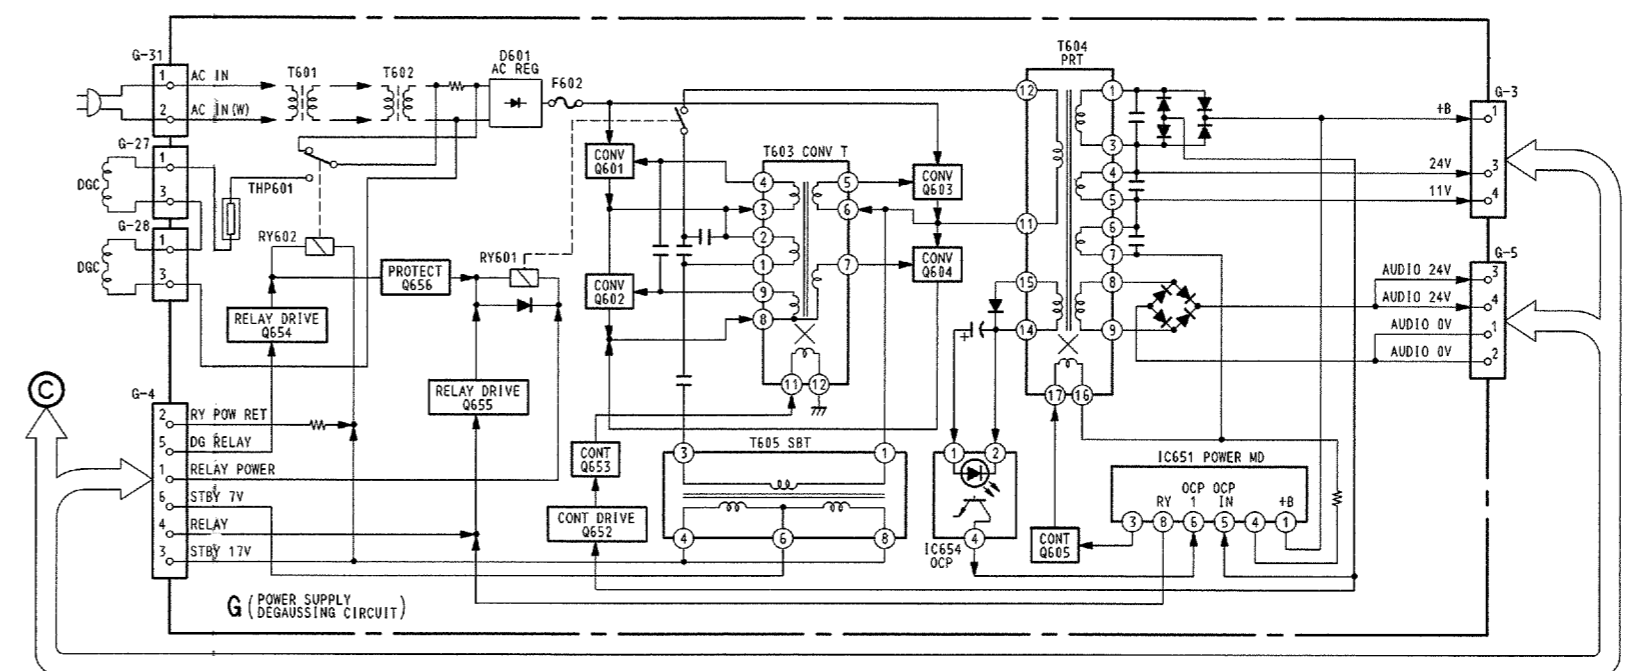 G-31
1 AC IN
2 AC IN(W)
T601
T602
D601
AC REG
F602
T604
PRT
G-3
+B 1
24V 3
11V 4
G-27
1
3
DGC
THP601
G-28
1
3
DGC
RY602
RELAY DRIVE
Q654
PROTECT
Q656
RY601
RELAY DRIVE
Q655
CONV
Q601
CONV
Q602
T603 CONV T
4
3
2
1
9
8
5
6
7
11
12
CONV
Q603
CONV
Q604
12
11
15
14
17
16
1
3
4
5
6
7
8
9
G-5
AUDIO 24V 3
AUDIO 24V 4
AUDIO 0V 1
AUDIO 0V 2
C
G-4
2 RY POW RET
5 DG RELAY
1 RELAY POWER
6 STBY 7V
4 RELAY
3 STBY 17V
CONT
Q653
CONT DRIVE
Q652
T605 SBT
3
1
4
6
8
1
2
4
IC654
OCP
CONT
Q605
IC651 POWER MD
OCP OCP
RY 1 IN +B
3 8 6 5 4 1
G (POWER SUPPLY
DEGAUSSING CIRCUIT)